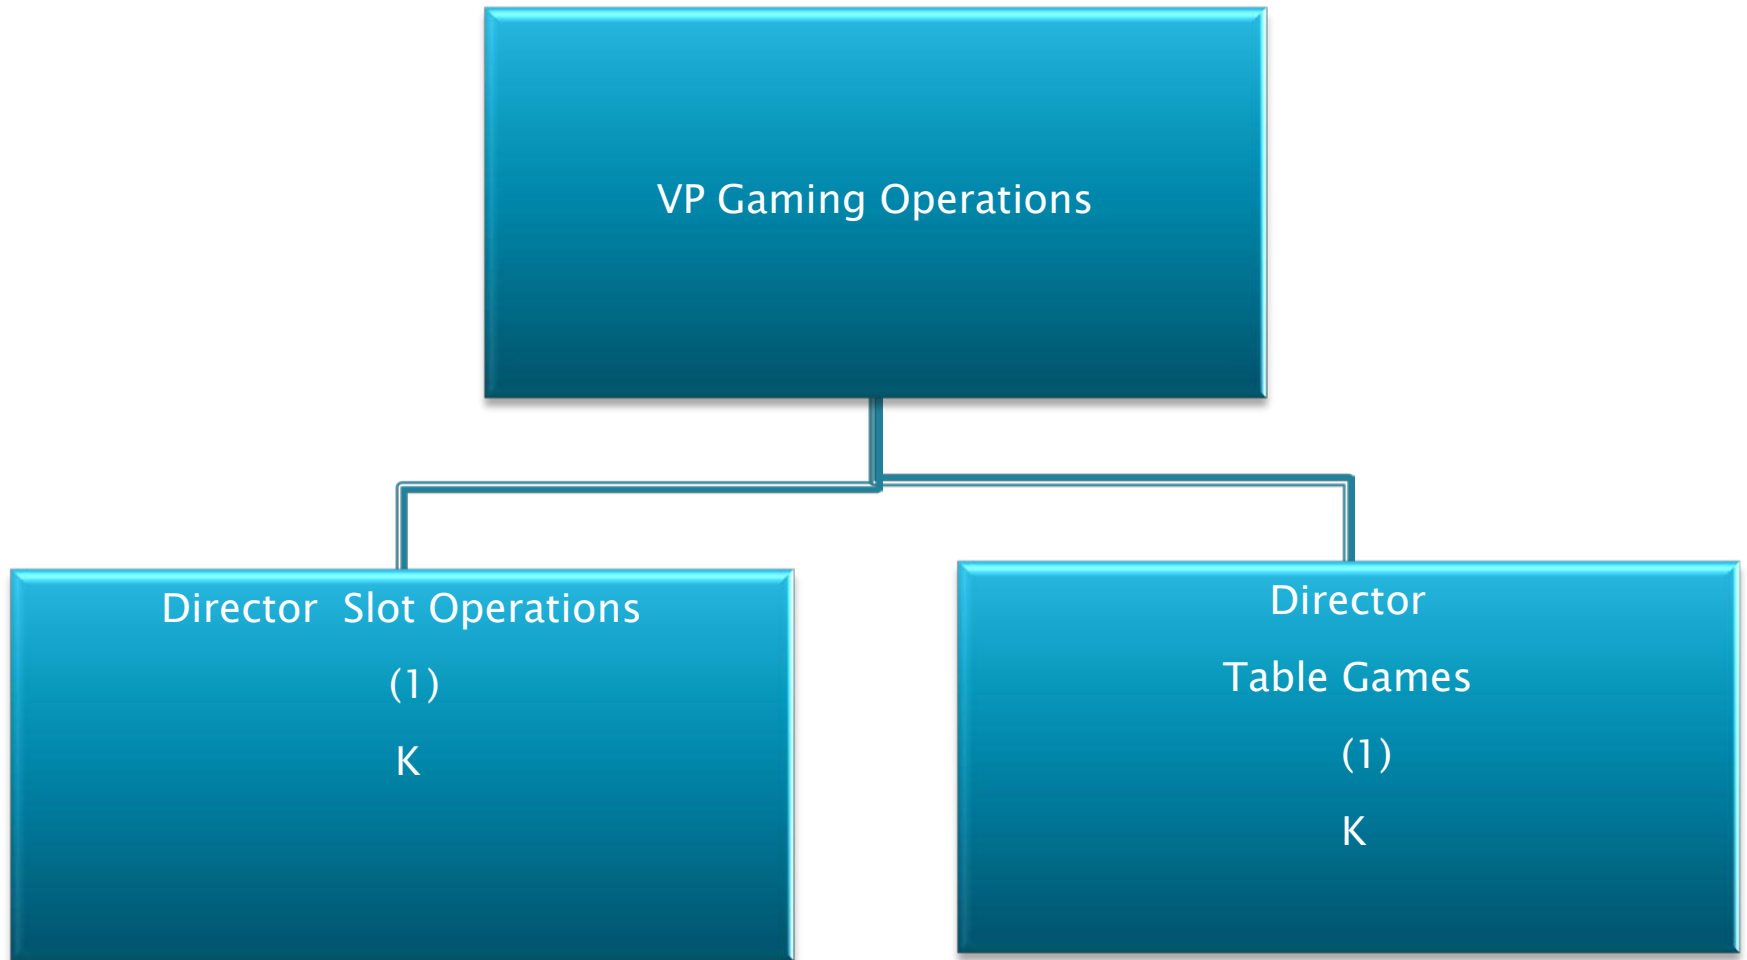 VP Gaming Operations
Director  Slot Operations
(1)
K
Director
Table Games
(1)
K